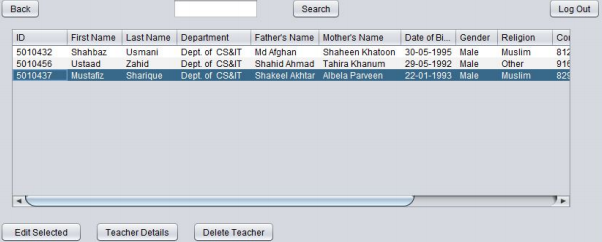 Back Search Log Out
ID First Name Last Name Department Father's Name Mother's Name Date of Bi... Gender Religion Co
5010432 Shahbaz Usmani Dept. of CS&IT Md Afghan Shaheen Khatoon 30-05-1995 Male Muslim 812
5010456 Ustaad Zahid Dept. of CS&IT Shahid Ahmad Tahira Khanum 29-05-1992 Male Other 916
5010437 Mustafiz Sharique Dept. of CS&IT Shakeel Akhtar Albela Parveen 22-01-1993 Male Muslim 829
Edit Selected Teacher Details Delete Teacher